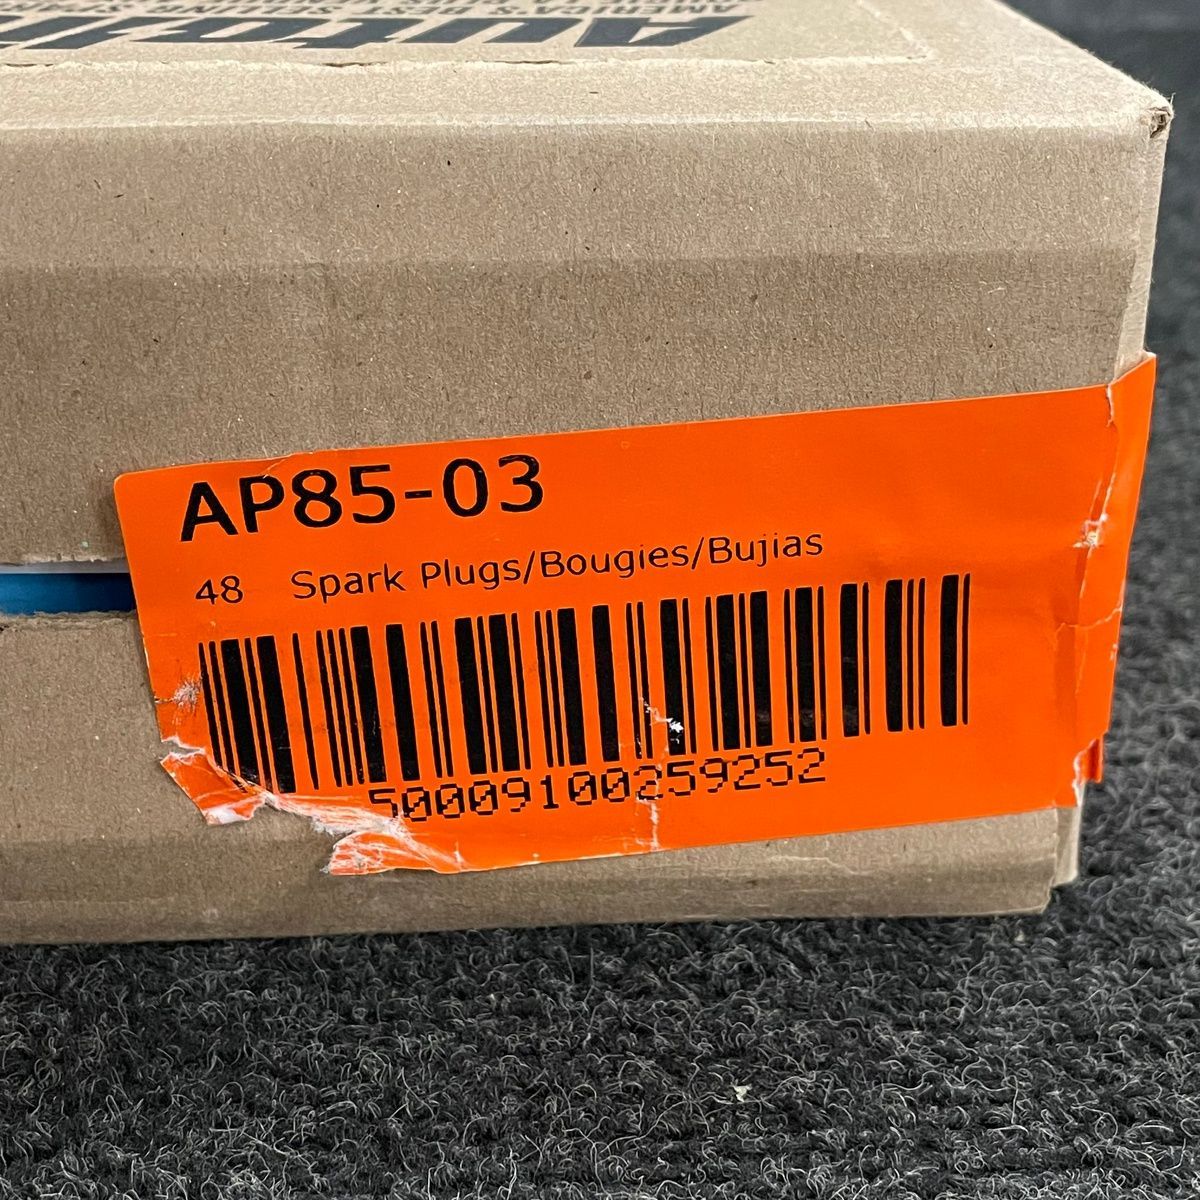 AP85-03
48 Spark Plugs/Bougies/Bujias
50009100259252